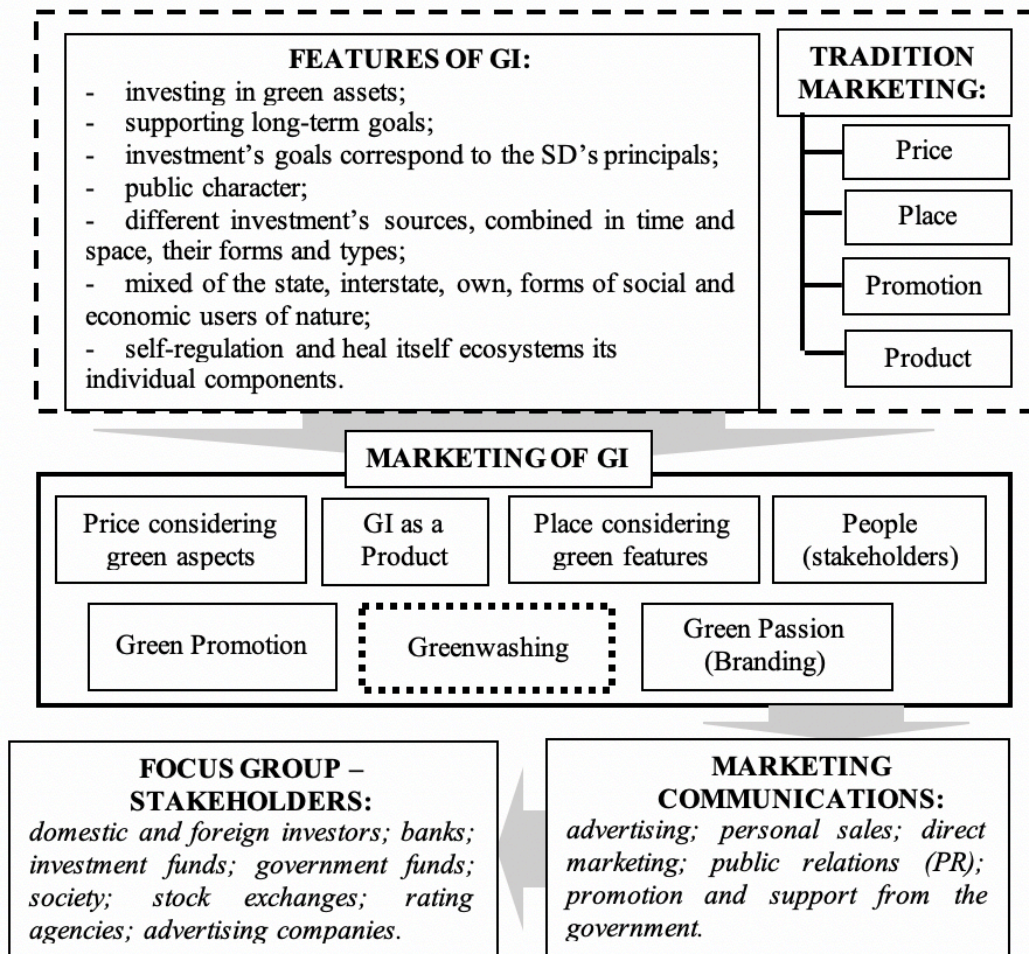 FEATURES OF GI:
- investing in green assets;
- supporting long-term goals;
- investment’s goals correspond to the SD’s principals;
- public character;
- different investment’s sources, combined in time and
space, their forms and types;
- mixed of the state, interstate, own, forms of social and
economic users of nature;
- self-regulation and heal itself ecosystems its
individual components.
TRADITION
MARKETING:
Price
Place
Promotion
Product
MARKETING OF GI
Price considering
green aspects
GI as a
Product
Place considering
green features
People
(stakeholders)
Green Promotion
Greenwashing
Green Passion
(Branding)
FOCUS GROUP –
STAKEHOLDERS:
domestic and foreign investors; banks;
investment funds; government funds;
society; stock exchanges; rating
agencies; advertising companies.
MARKETING
COMMUNICATIONS:
advertising; personal sales; direct
marketing; public relations (PR);
promotion and support from the
government.